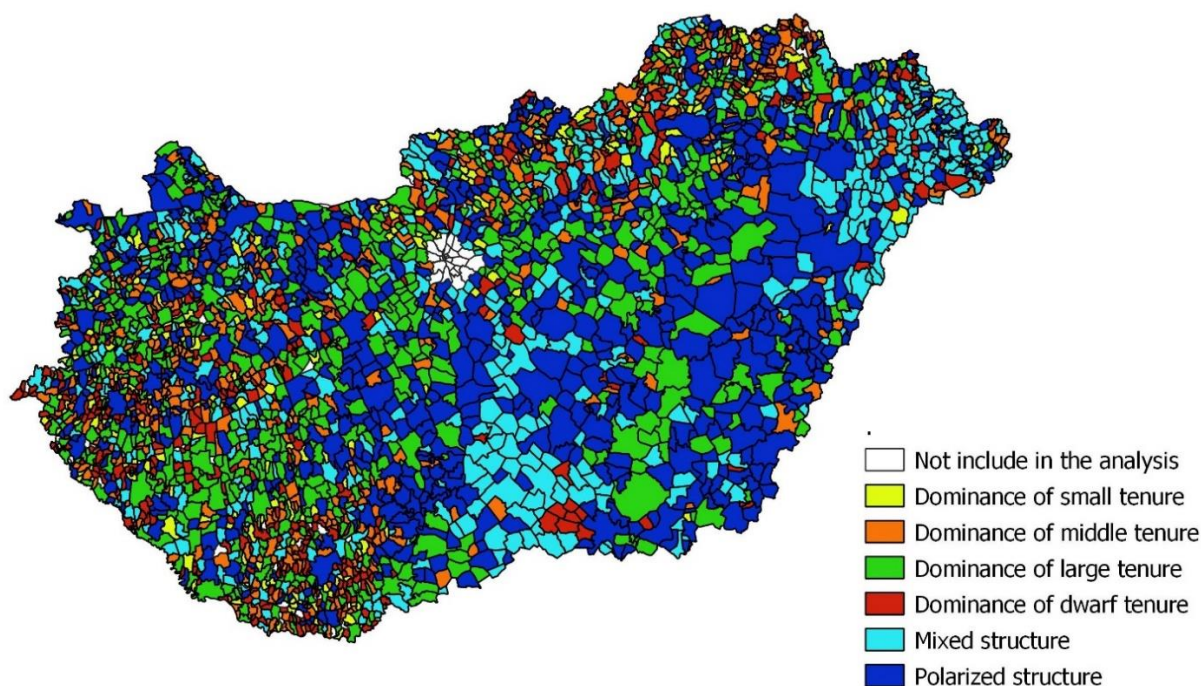 Not include in the analysis
Dominance of small tenure
Dominance of middle tenure
Dominance of large tenure
Dominance of dwarf tenure
Mixed structure
Polarized structure